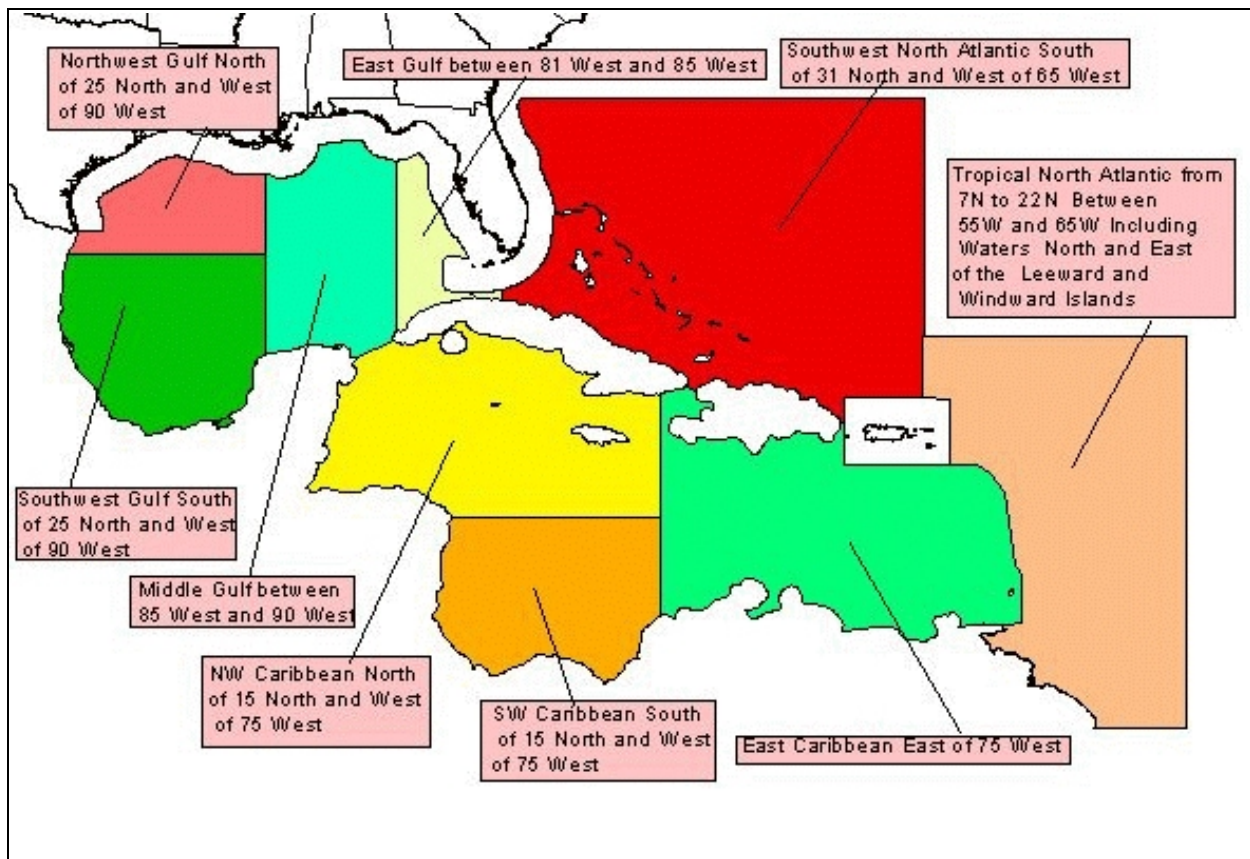 Northwest Gulf North
of 25 North and West
of 90 West
East Gulf between 81 West and 85 West
Southwest North Atlantic South
of 31 North and West of 65 West
Tropical North Atlantic from
7N to 22N Between
55W and 65W Including
Waters North and East
of the Leeward and
Windward Islands
Southwest Gulf South
of 25 North and West
of 90 West
Middle Gulf between
85 West and 90 West
NW Caribbean North
of 15 North and West
of 75 West
SW Caribbean South
of 15 North and West
of 75 West
East Caribbean East of 75 West